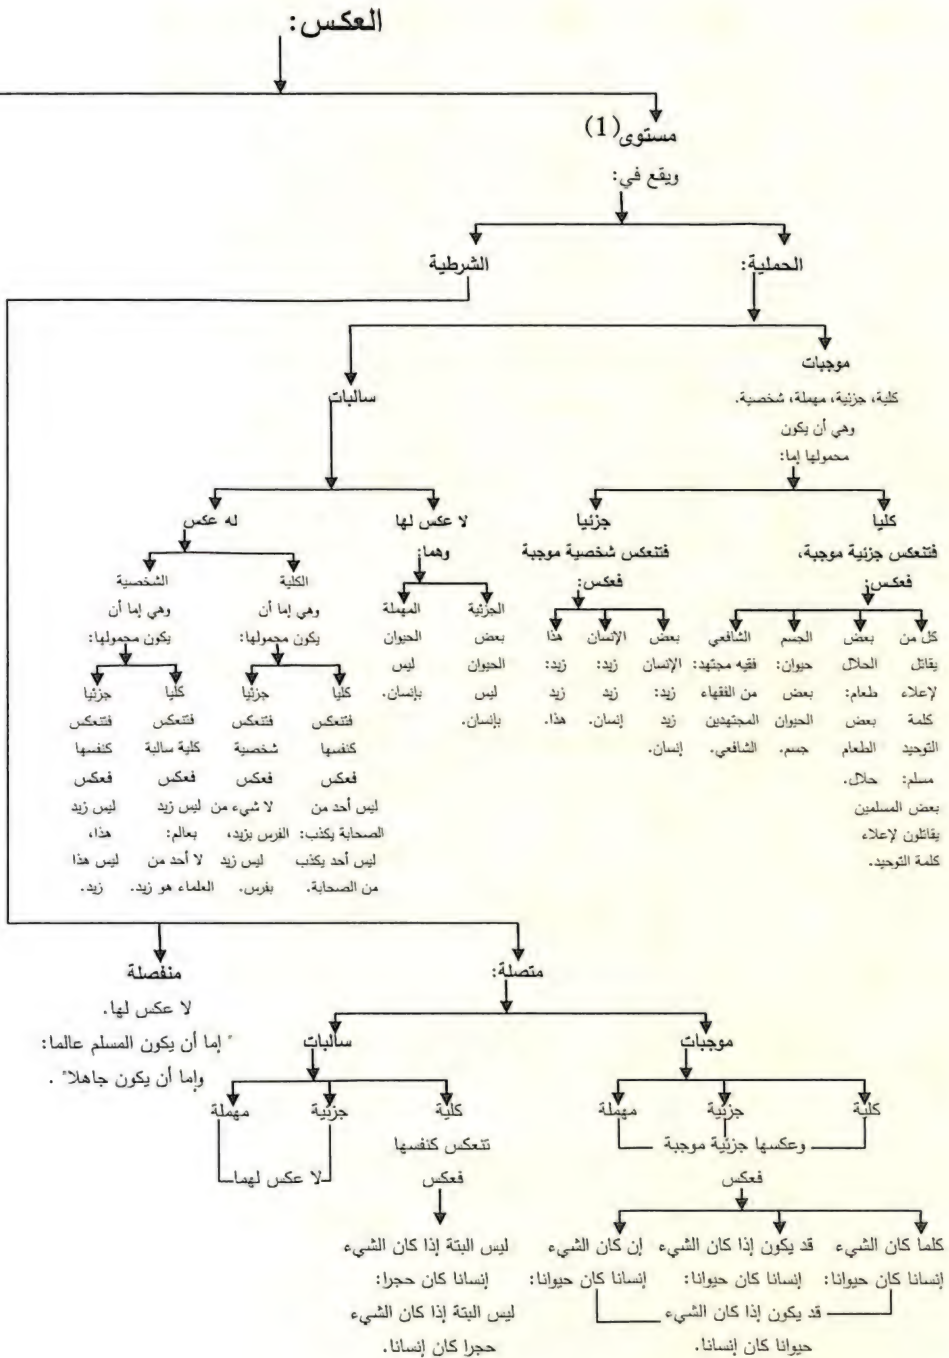 العكس:
مستوى(1)
ويقع في:
الحملية:
الشرطية
موجبات
كلية، جزئية، مهملة، شخصية.
وهي أن يكون
محمولها إما:
كليا
فتنعكس جزئية موجبة،
فعكس:
كل من
يقاتل
لإعلاء
كلمة
التوحيد
مسلم:
بعض المسلمين
يقاتلون لإعلاء
كلمة التوحيد.
بعض
الحلال
طعام:
بعض
الطعام
حلال.
الجسم
حيوان:
بعض
الحيوان
جسم.
الشافعي
فقيه مجتهد:
من الفقهاء
المجتهدين
الشافعي.
جزئيا
فتنعكس شخصية موجبة
فعكس:
بعض
الإنسان
زيد:
زيد
إنسان.
الإنسان
زيد:
زيد
إنسان.
هذا
زيد:
زيد
هذا.
سالبات
لا عكس لها
وهما:
الجزئية
بعض
الحيوان
ليس
بإنسان.
المهملة
الحيوان
ليس
بإنسان.
له عكس
الكلية
وهي إما أن
يكون محمولها:
كليا
فتنعكس
كنفسها
فعكس
ليس أحد من
الصحابة يكذب:
ليس أحد يكذب
من الصحابة.
جزئيا
فتنعكس
شخصية
فعكس
لا شيء من
الفرس بزيد،
ليس زيد
بفرس.
الشخصية
وهي إما أن
يكون محمولها:
كليا
فتنعكس
كلية سالبة
فعكس
ليس زيد
بعالم:
لا أحد من
العلماء هو زيد.
جزئيا
فتنعكس
كنفسها
فعكس
ليس زيد
هذا،
ليس هذا
زيد.
متصلة:
موجبات
كلية
جزئية
مهملة
وعكسها جزئية موجبة
فعكس
كلما كان الشيء
إنسانا كان حيوانا:
قد يكون إذا كان الشيء
إنسانا كان حيوانا:
إن كان الشيء
إنسانا كان حيوانا:
قد يكون إذا كان الشيء
حيوانا كان إنسانا.
سالبات
كلية
تنعكس كنفسها
فعكس
ليس البتة إذا كان الشيء
إنسانا كان حجرا:
ليس البتة إذا كان الشيء
حجرا كان إنسانا.
جزئية
مهملة
لا عكس لهما
منفصلة
لا عكس لها.
" إما أن يكون المسلم عالما:
وإما أن يكون جاهلا" .